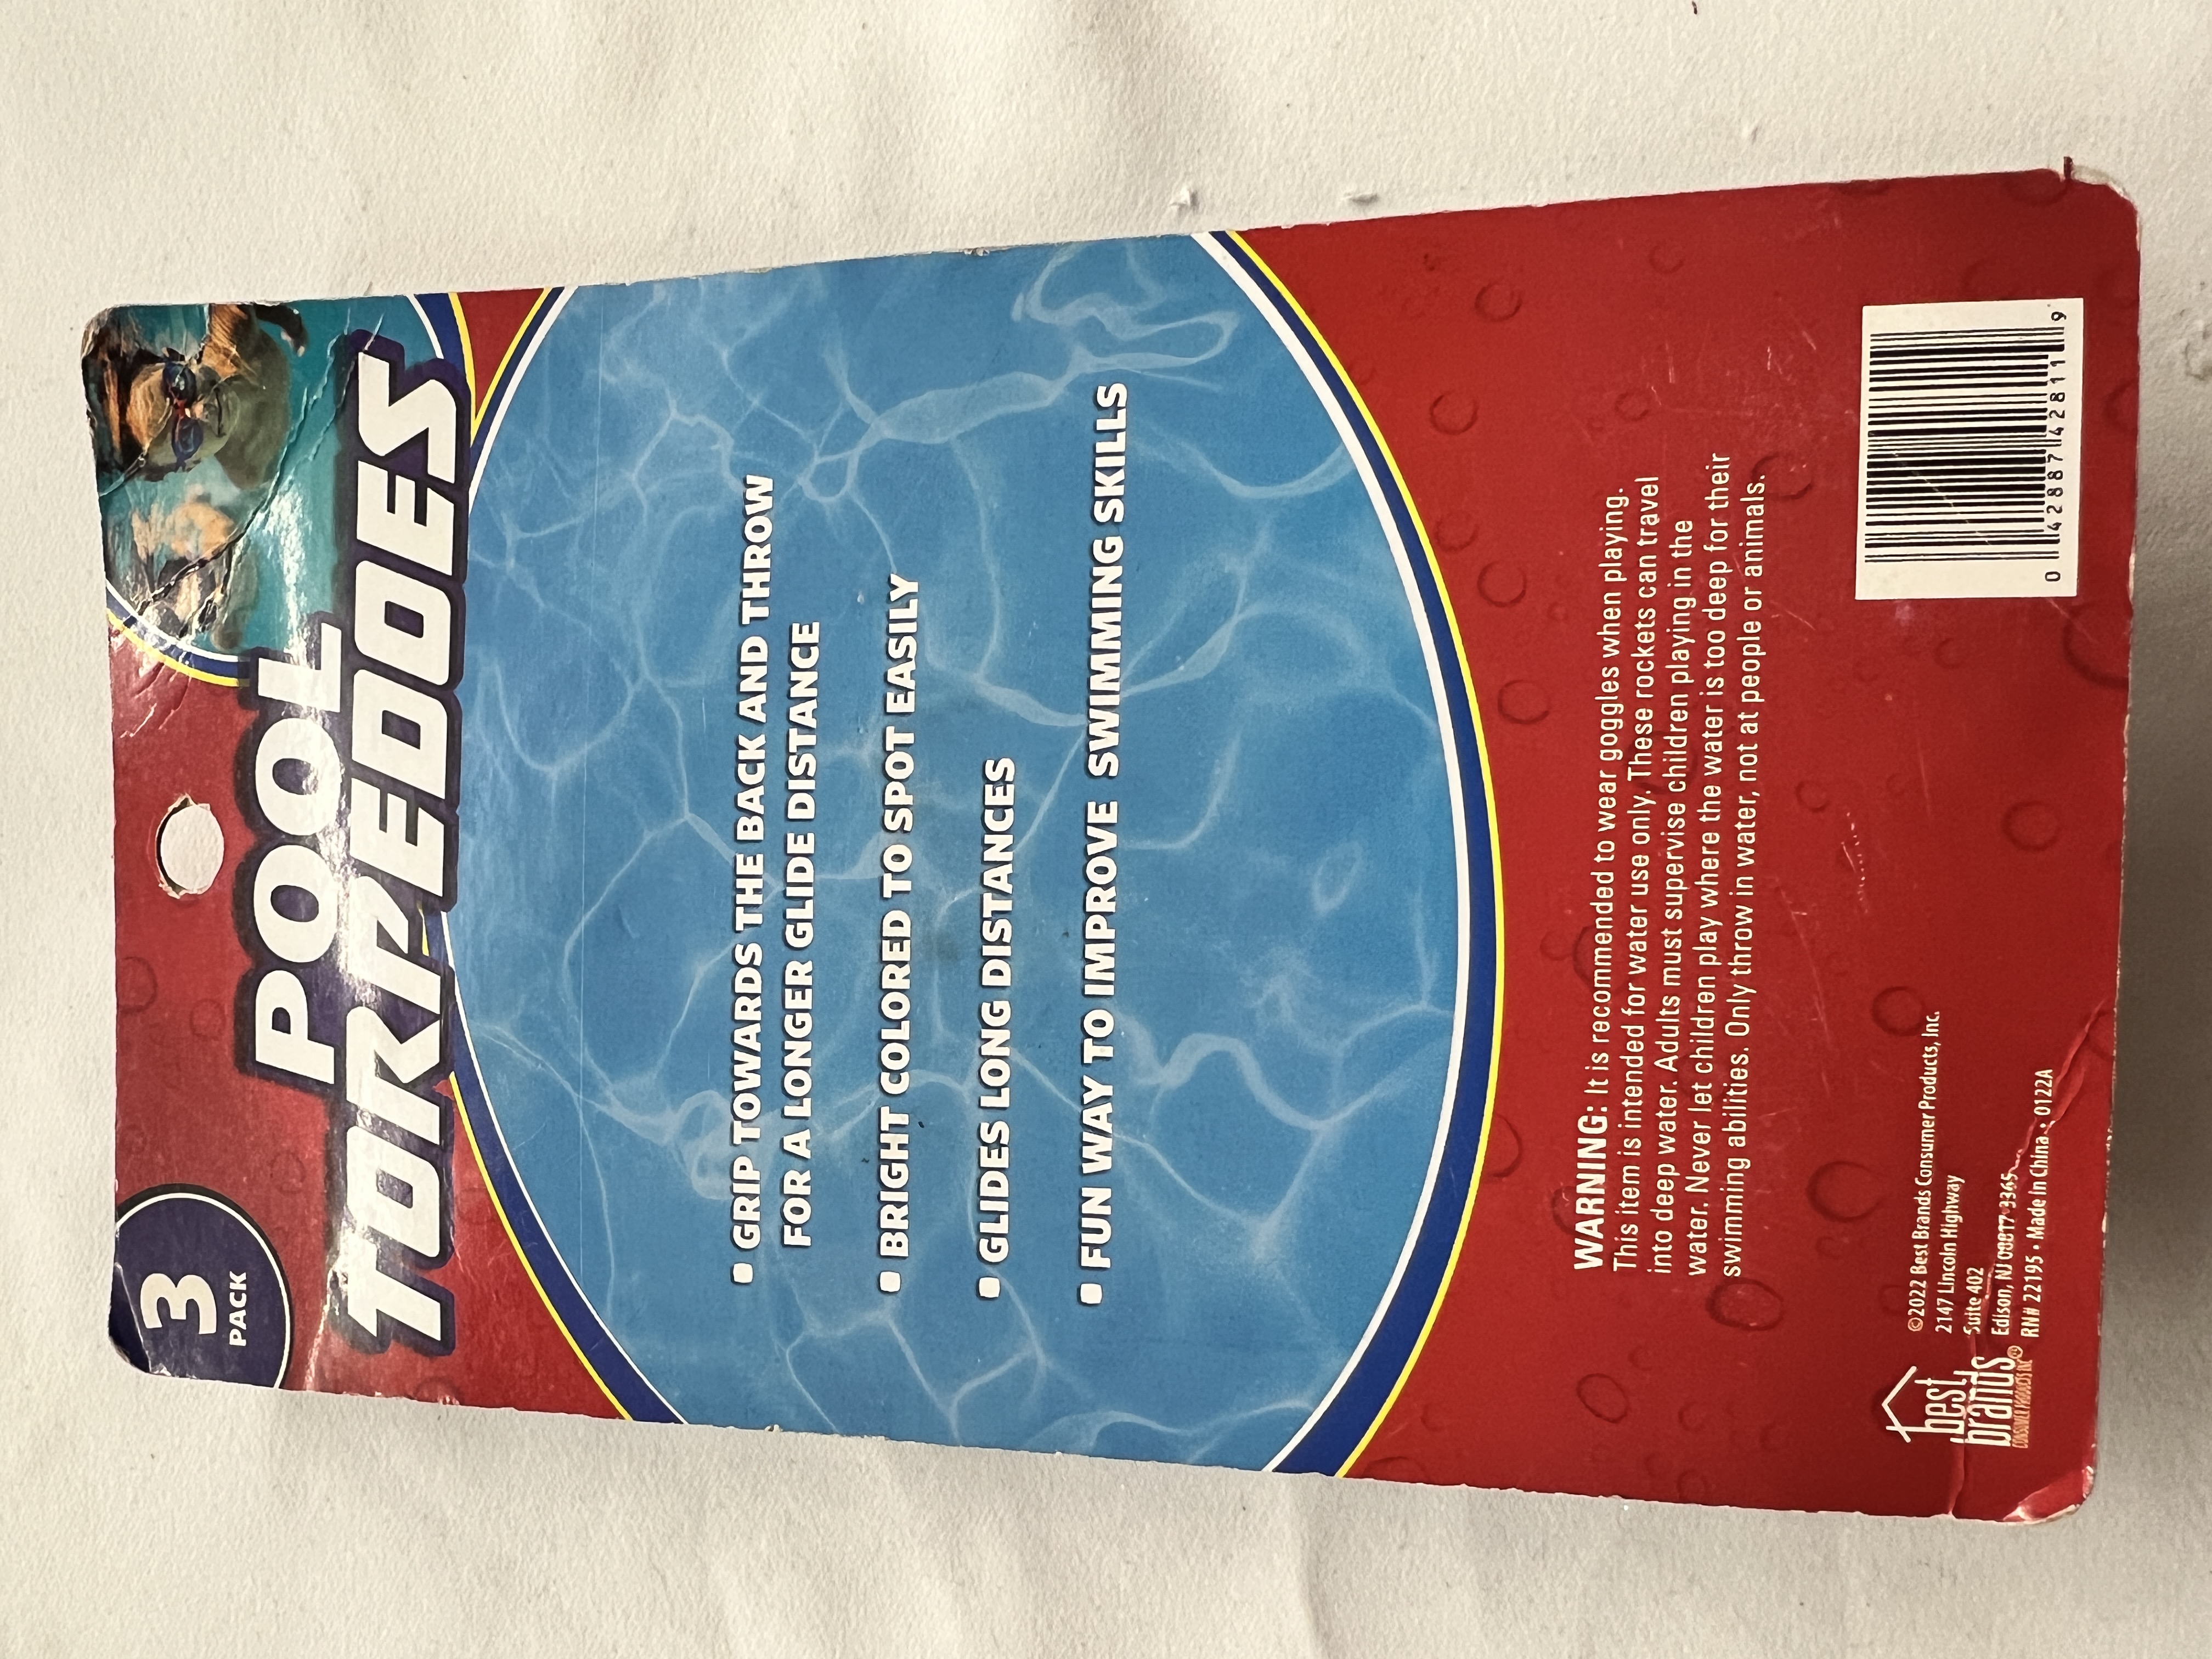 3
PACK
POOL
TORPEDOES
• GRIP TOWARDS THE BACK AND THROW
FOR A LONGER GLIDE DISTANCE
• BRIGHT COLORED TO SPOT EASILY
• GLIDES LONG DISTANCES
• FUN WAY TO IMPROVE SWIMMING SKILLS
WARNING: It is recommended to wear goggles when playing.
This item is intended for water use only. These rockets can travel
into deep water. Adults must supervise children playing in the
water. Never let children play where the water is too deep for their
swimming abilities. Only throw in water, not at people or animals.
best
brands
CONSUMER PRODUCTS INC®
©2022 Best Brands Consumer Products, Inc.
2147 Lincoln Highway
Suite 402
Edison, NJ 08817-3365
RN# 22195 • Made In China • 0122A
0 42887 42811 9